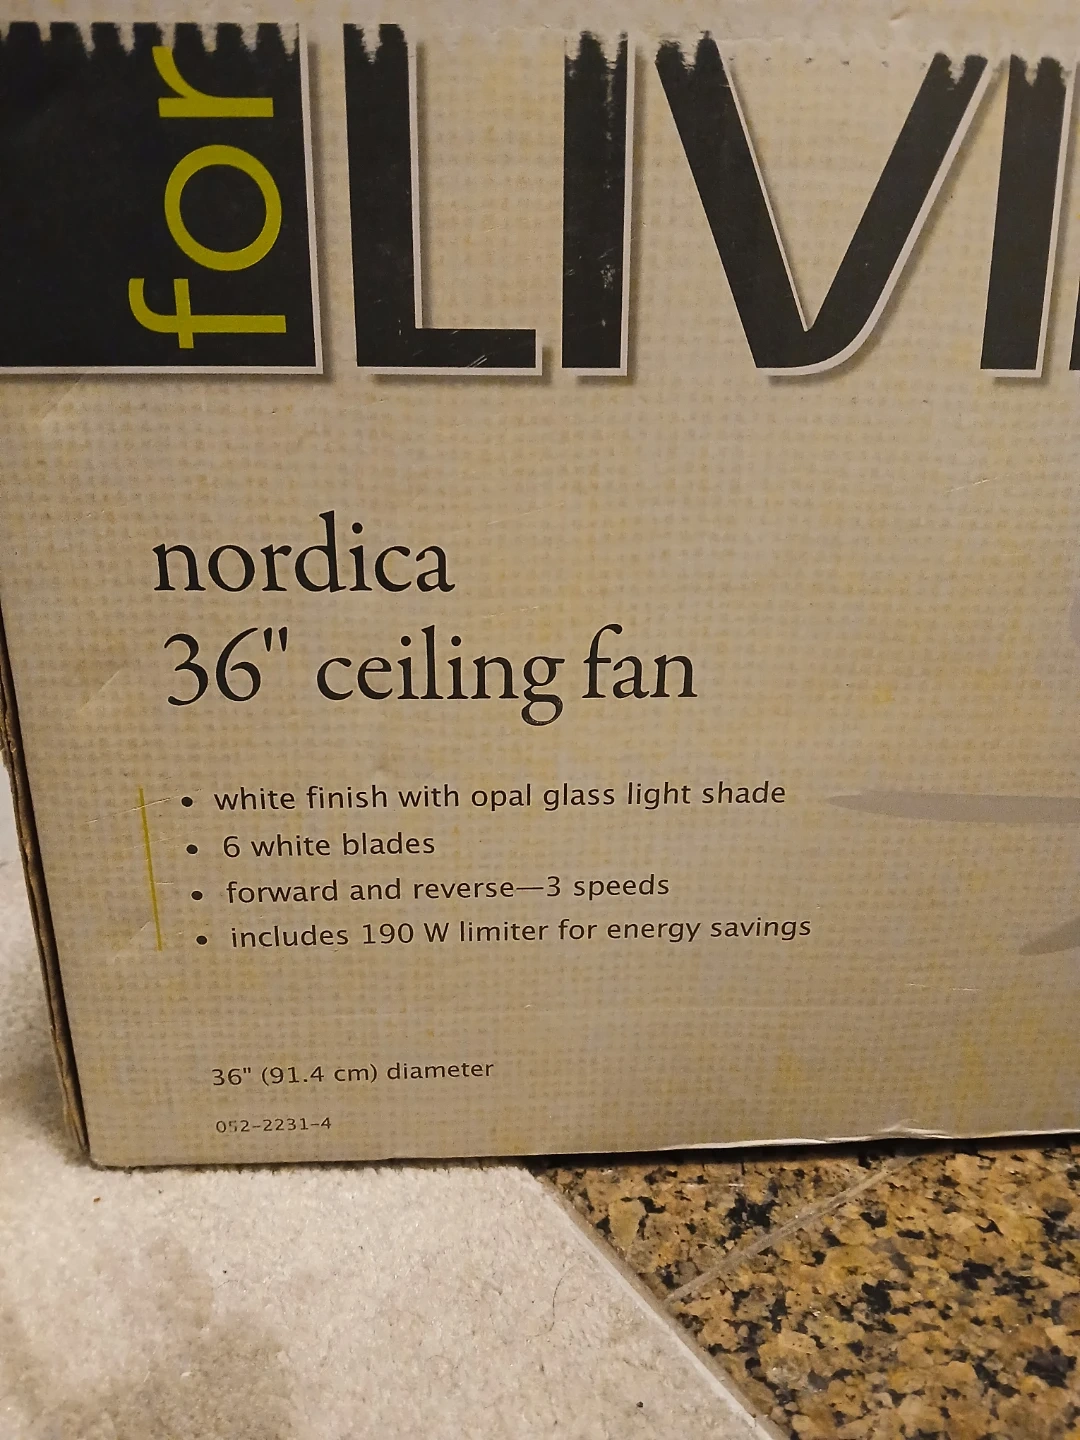 for LIVI
nordica
36" ceiling fan
• white finish with opal glass light shade
• 6 white blades
• forward and reverse—3 speeds
• includes 190 W limiter for energy savings
36" (91.4 cm) diameter
052-2231-4